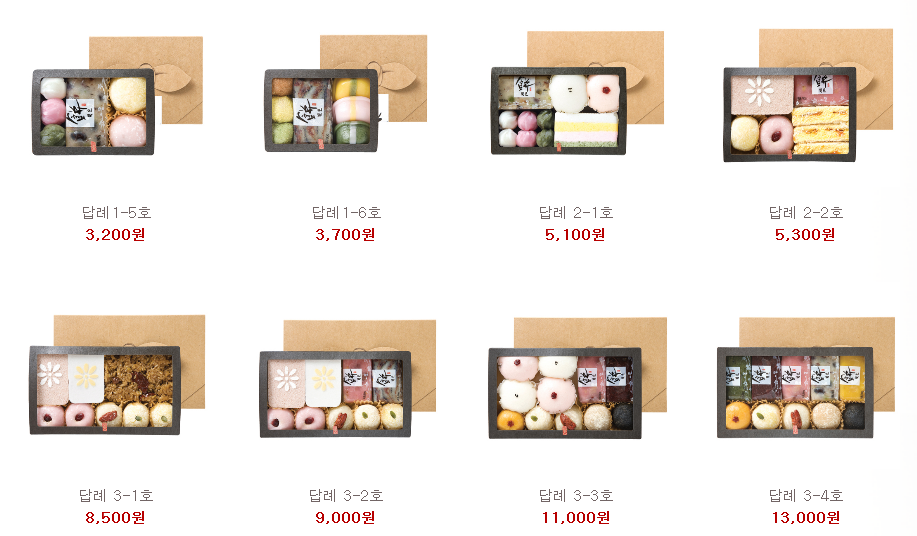 답례1-5호
3,200원
답례1-6호
3,700원
답례 2-1호
5,100원
답례 2-2호
5,300원
답례 3-1호
8,500원
답례 3-2호
9,000원
답례 3-3호
11,000원
답례 3-4호
13,000원